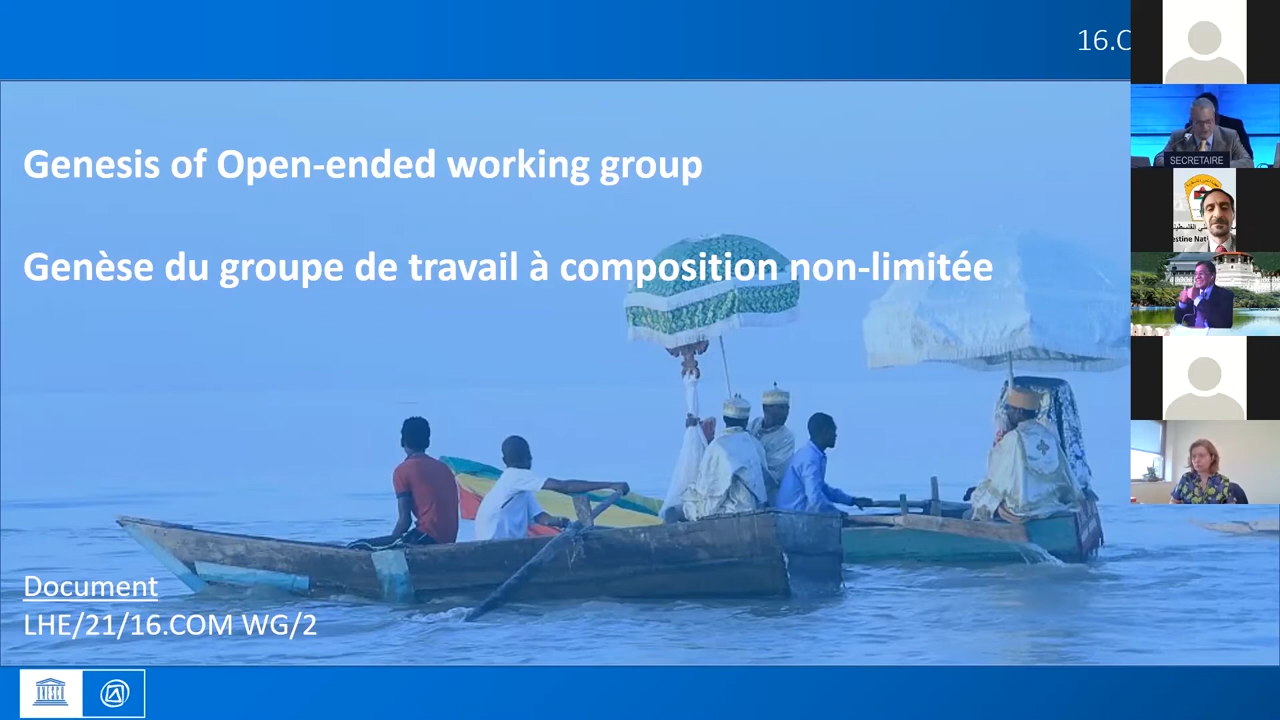 16.C
Genesis of Open-ended working group
Genèse du groupe de travail à composition non-limitée
Document
LHE/21/16.COM WG/2
SECRETAIRE